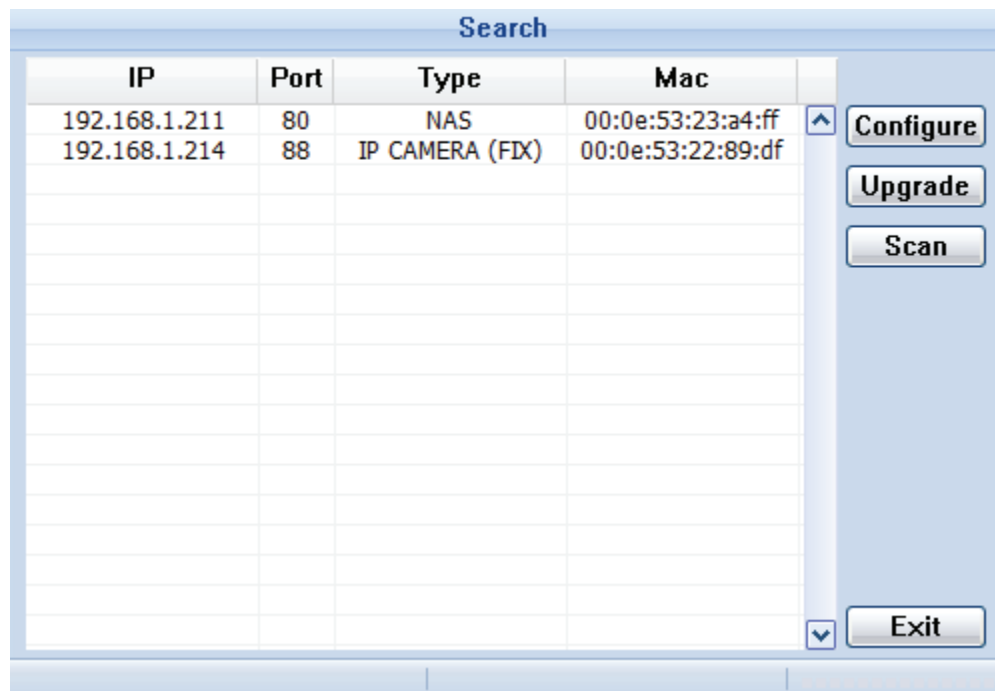 Search
IP Port Type Mac
192.168.1.211 80 NAS 00:0e:53:23:a4:ff
192.168.1.214 88 IP CAMERA (FIX) 00:0e:53:22:89:df
Configure
Upgrade
Scan
Exit